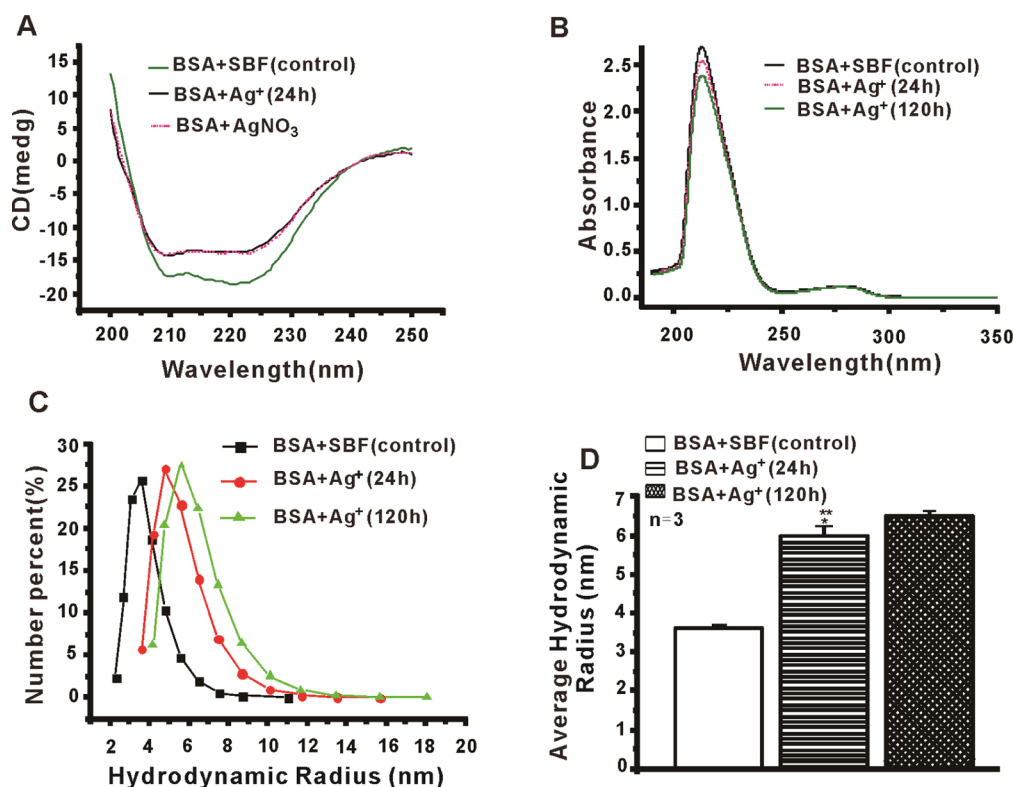 A
BSA+SBF(control)
BSA+Ag⁺(24h)
BSA+AgNO₃
15
10
5
0
-5
-10
-15
-20
CD(medg)
200 210 220 230 240 250
Wavelength(nm)
B
BSA+SBF(control)
BSA+Ag⁺(24h)
BSA+Ag⁺(120h)
2.5
2.0
1.5
1.0
0.5
0.0
Absorbance
200 225 250 275 300 350
Wavelength(nm)
C
BSA+SBF(control)
BSA+Ag⁺(24h)
BSA+Ag⁺(120h)
30
25
20
15
10
5
0
Number percent(%)
2 4 6 8 10 12 14 16 18 20
Hydrodynamic Radius (nm)
D
BSA+SBF(control)
BSA+Ag⁺(24h)
BSA+Ag⁺(120h)
n=3
**
*
7
6
5
4
3
2
1
0
Average Hydrodynamic
Radius (nm)